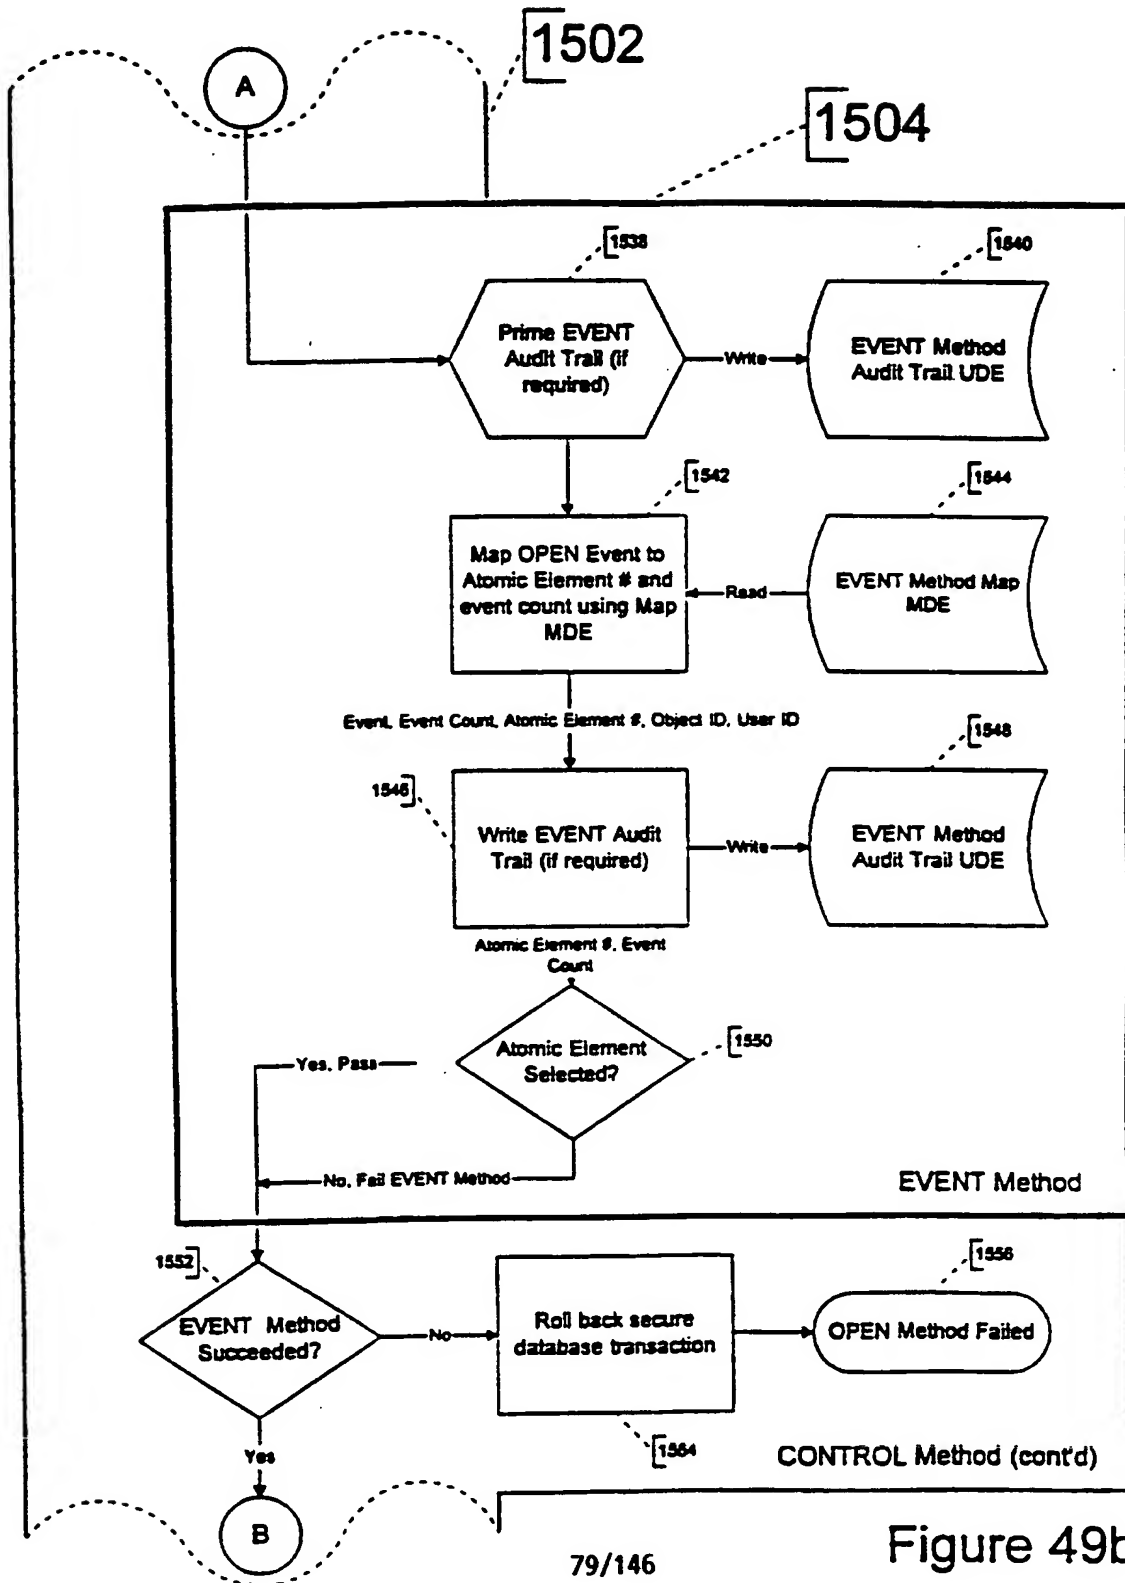 1502
A
1504
1538
1540
Prime EVENT
Audit Trail (if
required)
Write
EVENT Method
Audit Trail UDE
1542
1544
Map OPEN Event to
Atomic Element # and
event count using Map
MDE
Read
EVENT Method Map
MDE
Event, Event Count, Atomic Element #, Object ID, User ID
1548
1546
Write EVENT Audit
Trail (if required)
Write
EVENT Method
Audit Trail UDE
Atomic Element #, Event
Count
1550
Atomic Element
Selected?
Yes, Pass
No, Fail EVENT Method
EVENT Method
1552
1556
EVENT Method
Succeeded?
No
Roll back secure
database transaction
OPEN Method Failed
1554
Yes
CONTROL Method (cont'd)
B
Figure 49b
79/146